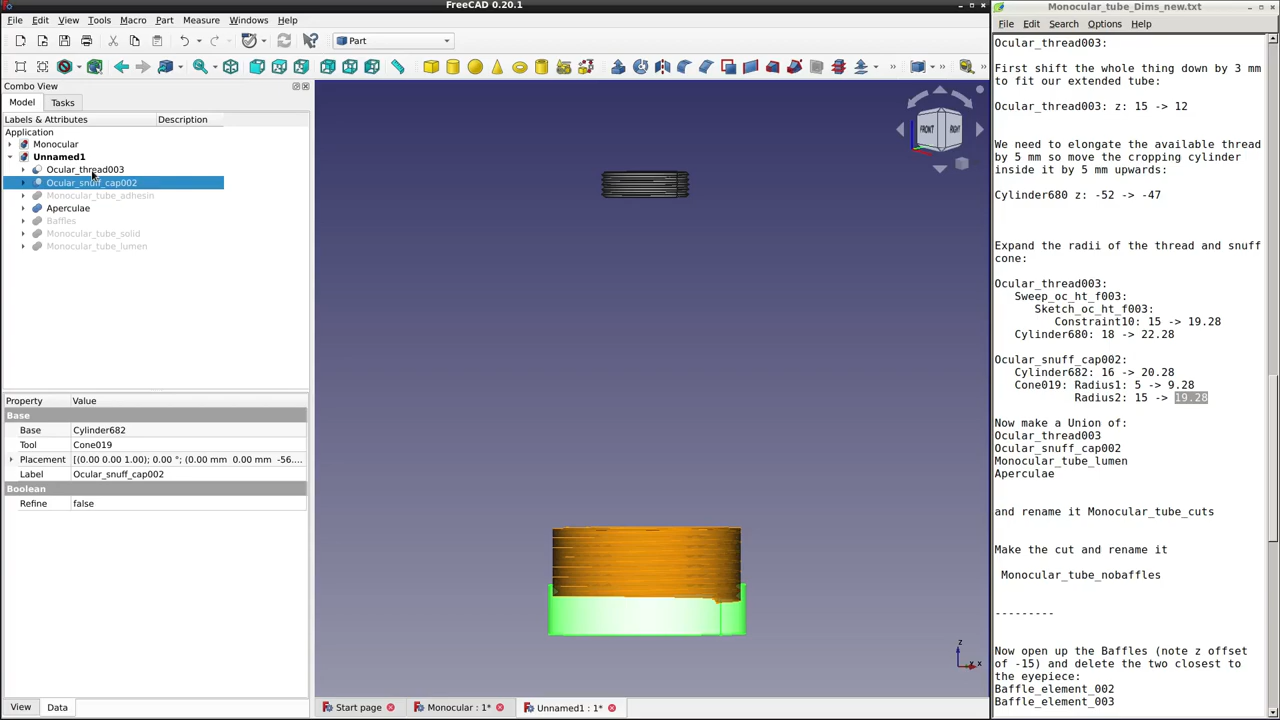 FreeCAD 0.20.1
File Edit View Tools Macro Part Measure Windows Help
Part
Combo View
Model Tasks
Labels & Attributes Description
Application
Monocular
Unnamed1
Ocular_thread003
Ocular_snuff_cap002
Monocular_tube_adhesin
Aperculae
Baffles
Monocular_tube_solid
Monocular_tube_lumen
Property Value
Base
Base Cylinder682
Tool Cone019
Placement [(0.00 0.00 1.00); 0.00 °; (0.00 mm 0.00 mm -56....
Label Ocular_snuff_cap002
Boolean
Refine false
View Data
FRONT RIGHT
z
x x
Start page Monocular : 1* Unnamed1 : 1*
Monocular_tube_Dims_new.txt
File Edit Search Options Help
Ocular_thread003:
First shift the whole thing down by 3 mm
to fit our extended tube:
Ocular_thread003: z: 15 -> 12
We need to elongate the available thread
by 5 mm so move the cropping cylinder
inside it by 5 mm upwards:
Cylinder680 z: -52 -> -47
Expand the radii of the thread and snuff
cone:
Ocular_thread003:
Sweep_oc_ht_f003:
Sketch_oc_ht_f003:
Constraint10: 15 -> 19.28
Cylinder680: 18 -> 22.28
Ocular_snuff_cap002:
Cylinder682: 16 -> 20.28
Cone019: Radius1: 5 -> 9.28
Radius2: 15 -> 19.28
Now make a Union of:
Ocular_thread003
Ocular_snuff_cap002
Monocular_tube_lumen
Aperculae
and rename it Monocular_tube_cuts
Make the cut and rename it
Monocular_tube_nobaffles
---------
Now open up the Baffles (note z offset
of -15) and delete the two closest to
the eyepiece:
Baffle_element_002
Baffle_element_003